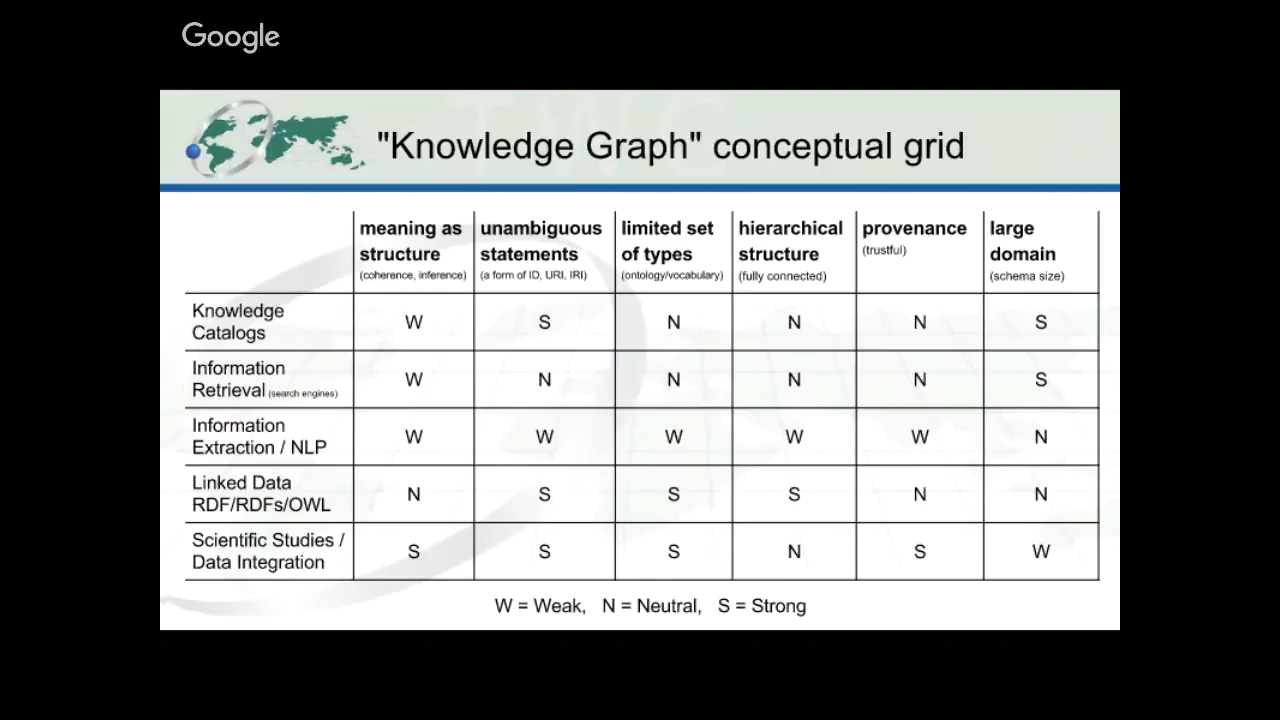 Google
"Knowledge Graph" conceptual grid
meaning as structure (coherence, inference) unambiguous statements (a form of ID, URI, IRI) limited set of types (ontology/vocabulary) hierarchical structure (fully connected) provenance (trustful) large domain (schema size)
Knowledge Catalogs W S N N N S
Information Retrieval (search engines) W N N N N S
Information Extraction / NLP W W W W W N
Linked Data RDF/RDFs/OWL N S S S N N
Scientific Studies / Data Integration S S S N S W
W = Weak, N = Neutral, S = Strong